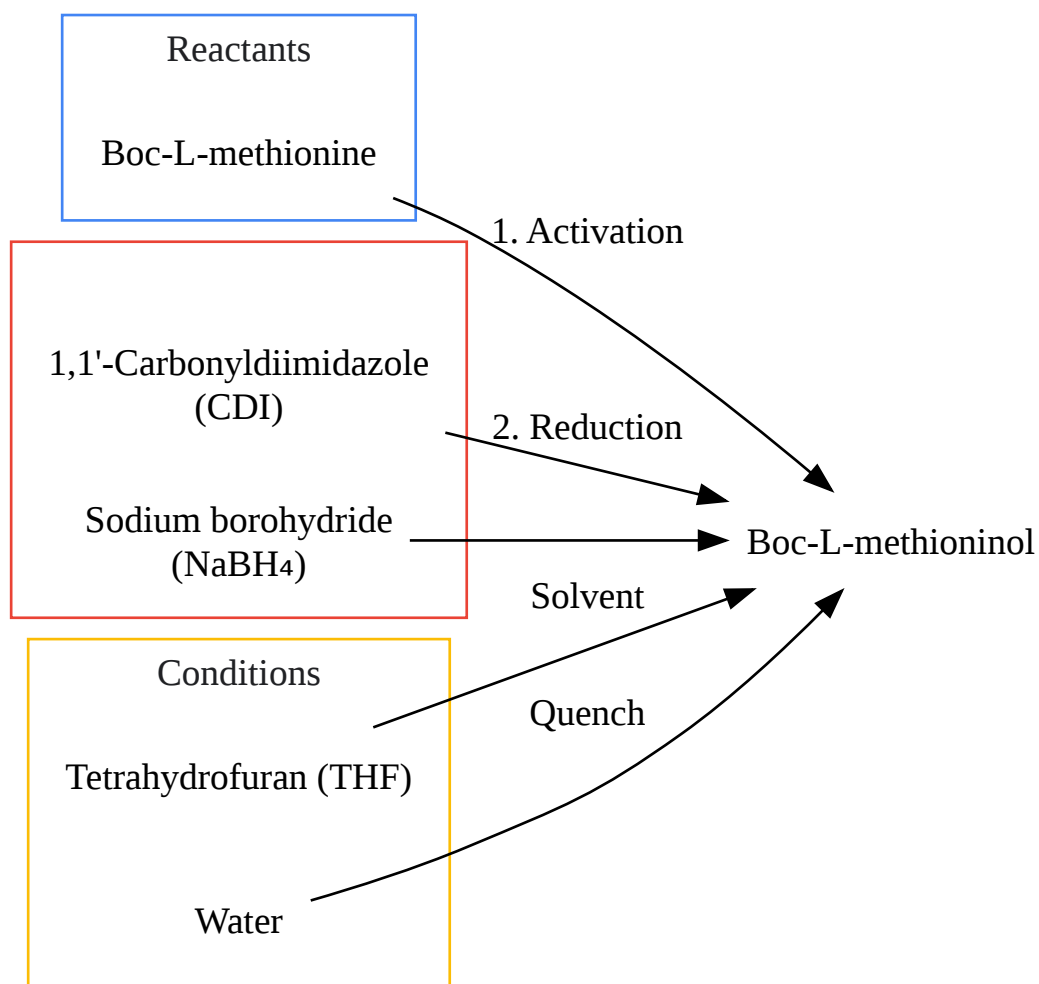 Reactants
Boc-L-methionine
1. Activation
1,1'-Carbonyldiimidazole
(CDI)
2. Reduction
Sodium borohydride
(NaBH₄)
Boc-L-methioninol
Solvent
Conditions
Quench
Tetrahydrofuran (THF)
Water